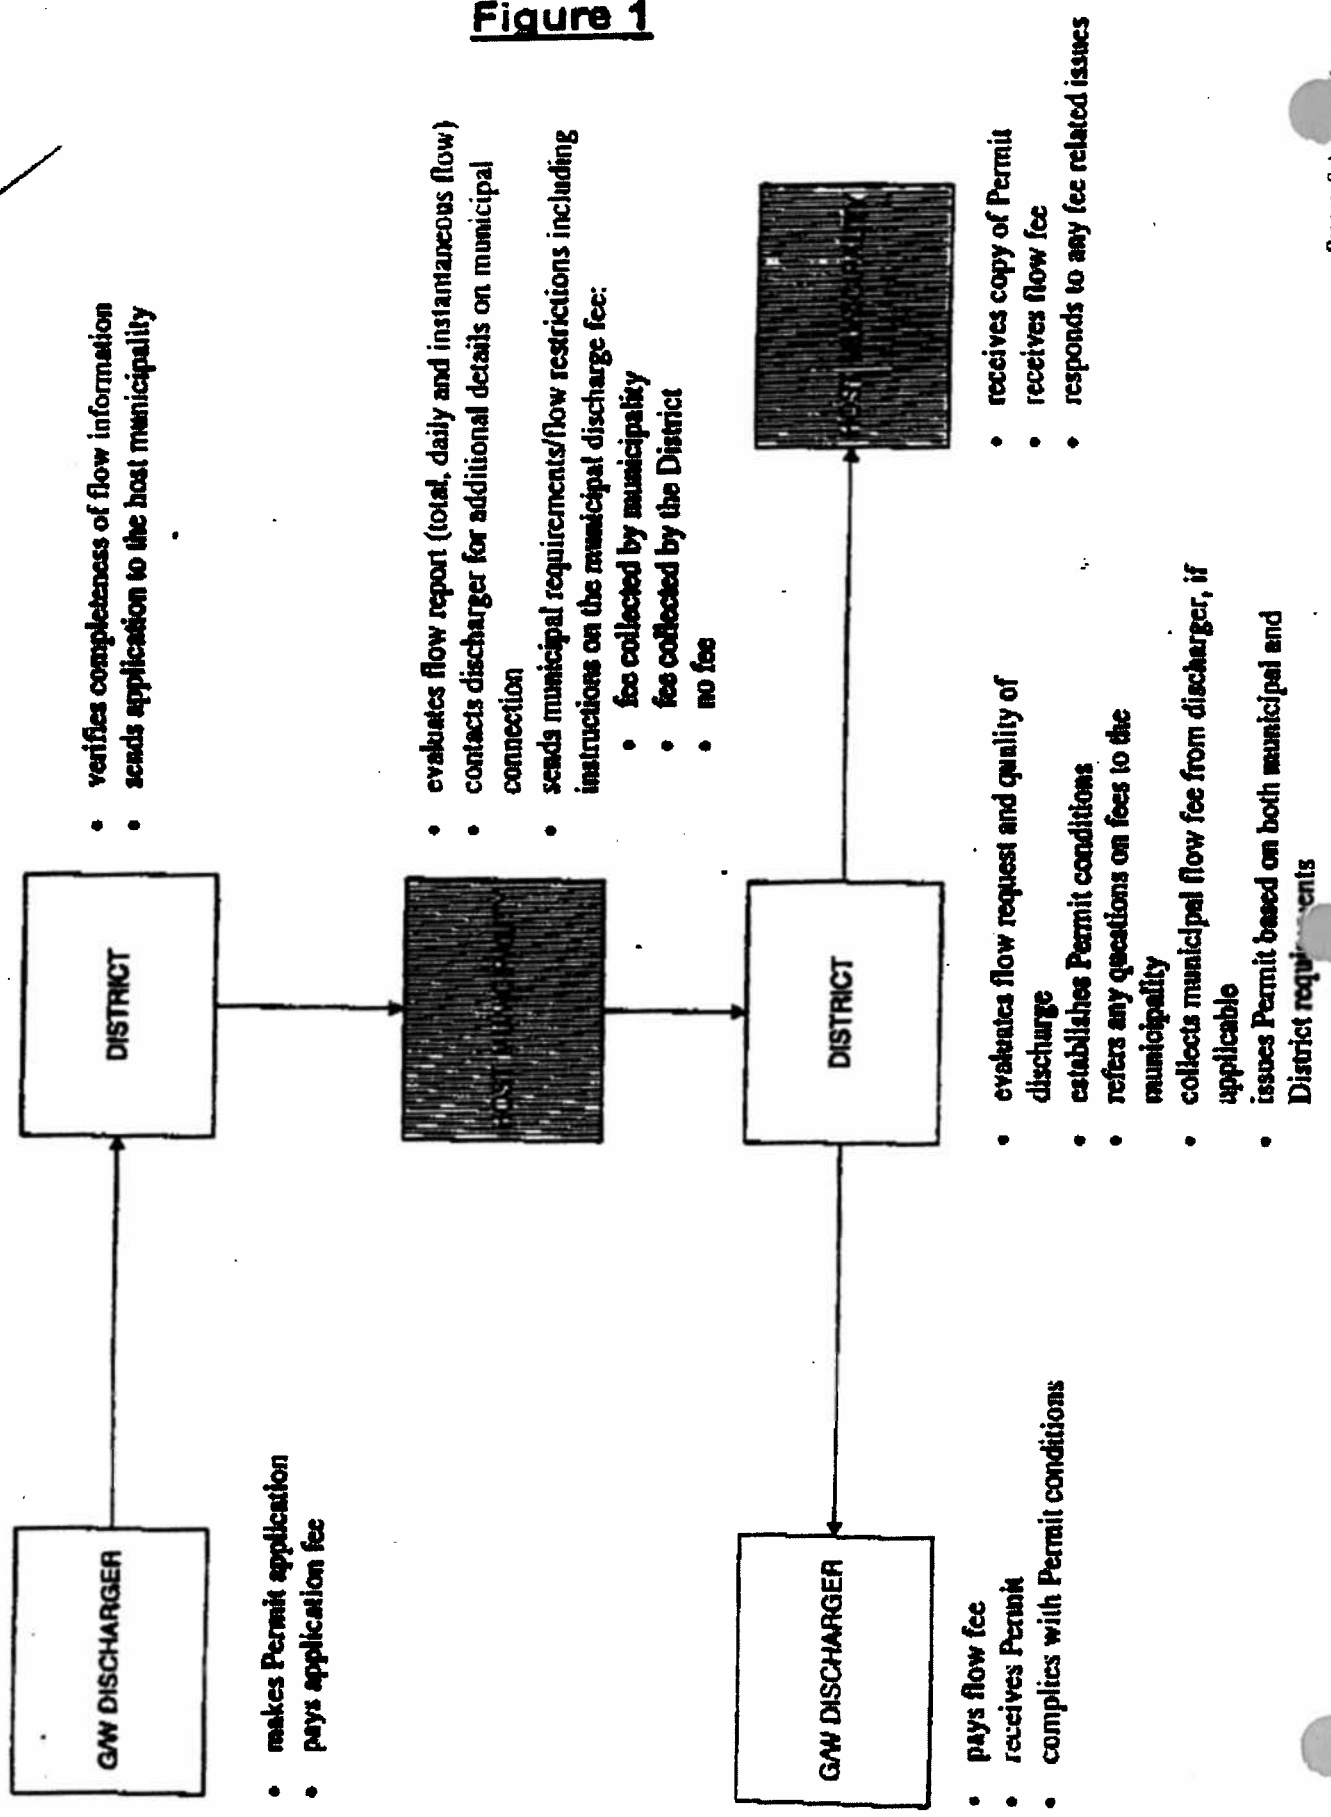 Figure 1
G/W DISCHARGER
• makes Permit application
• pays application fee
DISTRICT
• verifies completeness of flow information
• sends application to the host municipality
HOST MUNICIPALITY
• evaluates flow report (total, daily and instantaneous flow)
• contacts discharger for additional details on municipal
connection
• sends municipal requirements/flow restrictions including
instructions on the municipal discharge fee:
• fee collected by municipality
• fee collected by the District
• no fee
G/W DISCHARGER
• pays flow fee
• receives Permit
• complies with Permit conditions
DISTRICT
• evaluates flow request and quality of
discharge
• establishes Permit conditions
• refers any questions on fees to the
municipality
• collects municipal flow fee from discharger, if
applicable
• issues Permit based on both municipal and
District requirements
HOST MUNICIPALITY
• receives copy of Permit
• receives flow fee
• responds to any fee related issues